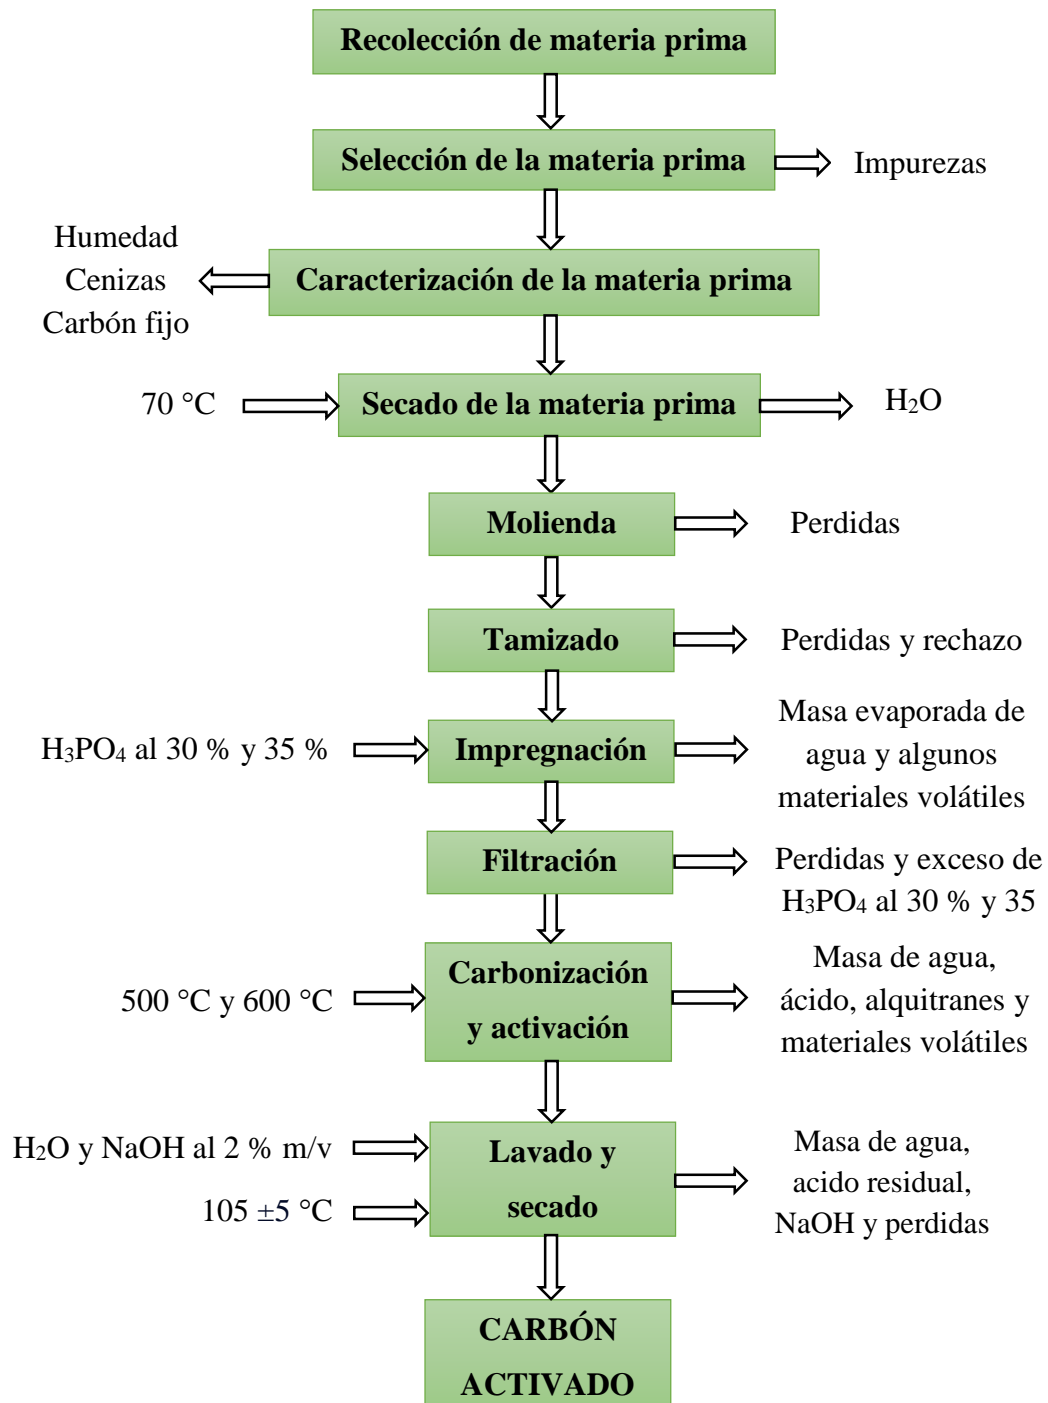 Recolección de materia prima
Selección de la materia prima
Impurezas
Humedad
Cenizas
Carbón fijo
Caracterización de la materia prima
70 °C
Secado de la materia prima
H₂O
Molienda
Perdidas
Tamizado
Perdidas y rechazo
H₃PO₄ al 30 % y 35 %
Impregnación
Masa evaporada de
agua y algunos
materiales volátiles
Filtración
Perdidas y exceso de
H₃PO₄ al 30 % y 35
500 °C y 600 °C
Carbonización
y activación
Masa de agua,
ácido, alquitranes y
materiales volátiles
H₂O y NaOH al 2 % m/v
105 ±5 °C
Lavado y
secado
Masa de agua,
acido residual,
NaOH y perdidas
CARBÓN
ACTIVADO